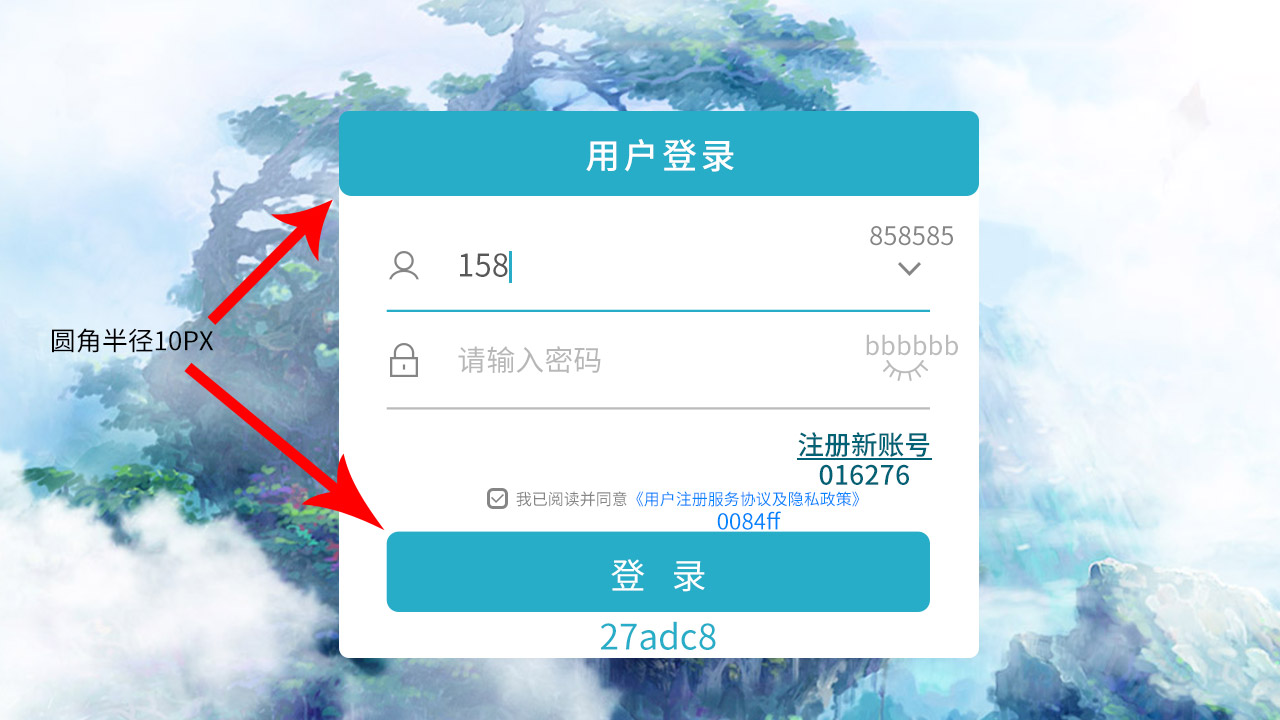 用户登录
858585
158
圆角半径10PX
请输入密码
bbbbbb
注册新账号
016276
我已阅读并同意《用户注册服务协议及隐私政策》
0084ff
登 录
27adc8